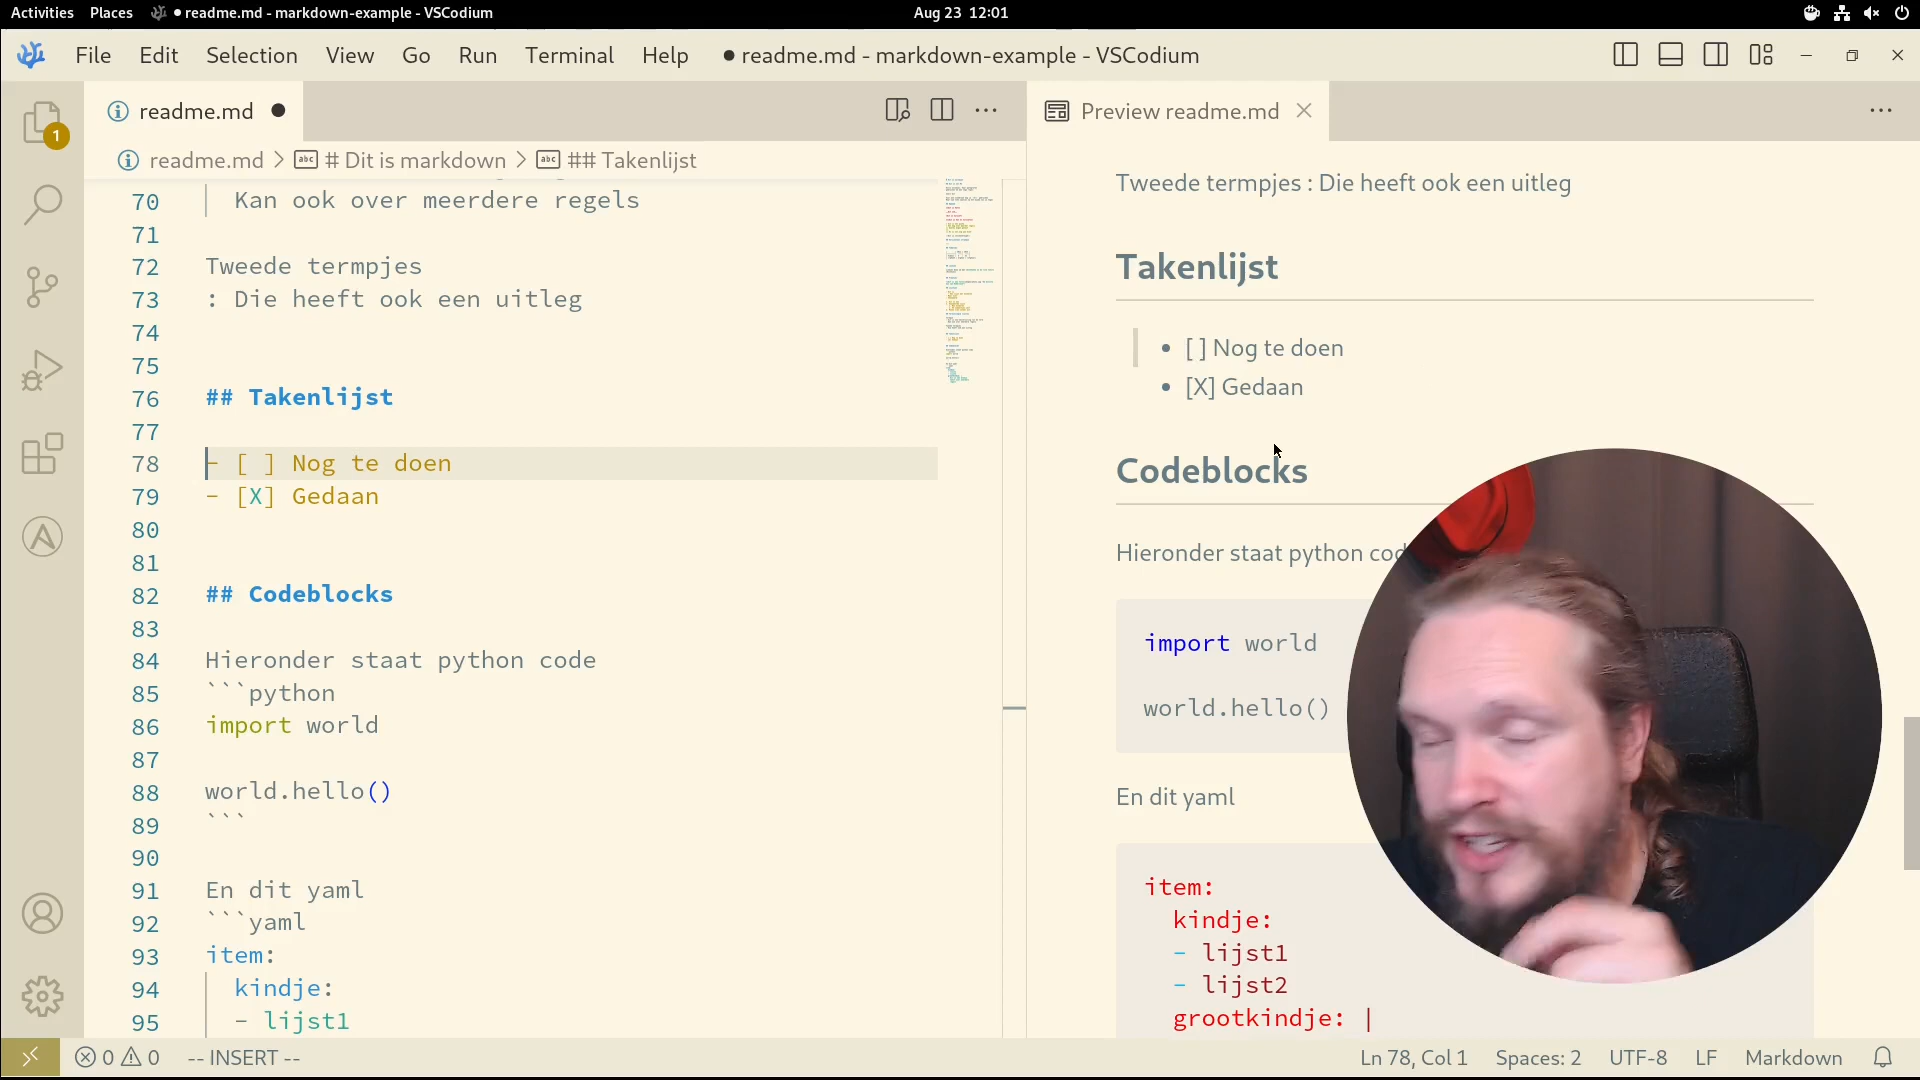 Activities Places ● readme.md - markdown-example - VSCodium Aug 23 12:01
File Edit Selection View Go Run Terminal Help ● readme.md - markdown-example - VSCodium
1
readme.md ●
readme.md > # Dit is markdown > ## Takenlijst
70 Kan ook over meerdere regels
71
72 Tweede termpjes
73 : Die heeft ook een uitleg
74
75
76 ## Takenlijst
77
78 - [ ] Nog te doen
79 - [X] Gedaan
80
81
82 ## Codeblocks
83
84 Hieronder staat python code
85 ```python
86 import world
87
88 world.hello()
89 ```
90
91 En dit yaml
92 ```yaml
93 item:
94 kindje:
95 - lijst1
Preview readme.md
Tweede termpjes : Die heeft ook een uitleg
Takenlijst
• [ ] Nog te doen
• [X] Gedaan
Codeblocks
Hieronder staat python
import world
world.hello()
En dit yaml
item:
kindje:
- lijst1
- lijst2
grootkindje: |
0 0 -- INSERT -- Ln 78, Col 1 Spaces: 2 UTF-8 LF Markdown